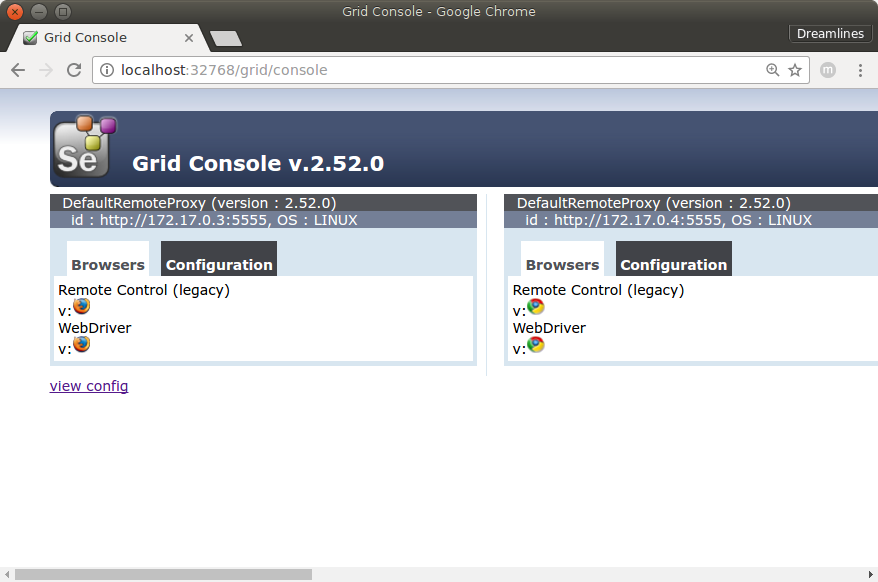 Grid Console - Google Chrome
Grid Console
Dreamlines
localhost:32768/grid/console
m
Se
Grid Console v.2.52.0
DefaultRemoteProxy (version : 2.52.0)
id : http://172.17.0.3:5555, OS : LINUX
Browsers Configuration
Remote Control (legacy)
v:
WebDriver
v:
DefaultRemoteProxy (version : 2.52.0)
id : http://172.17.0.4:5555, OS : LINUX
Browsers Configuration
Remote Control (legacy)
v:
WebDriver
v:
view config